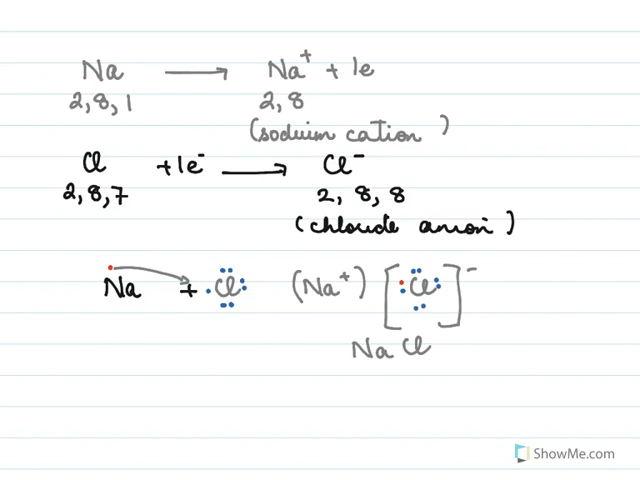 Na ⟶ Na⁺ + 1e
2,8,1 2,8
(soduim cation)
Cl +1e⁻ ⟶ Cl⁻
2,8,7 2, 8, 8
(chloude anion)
Na + Cl (Na⁺) [Cl]⁻
NaCl
ShowMe.com